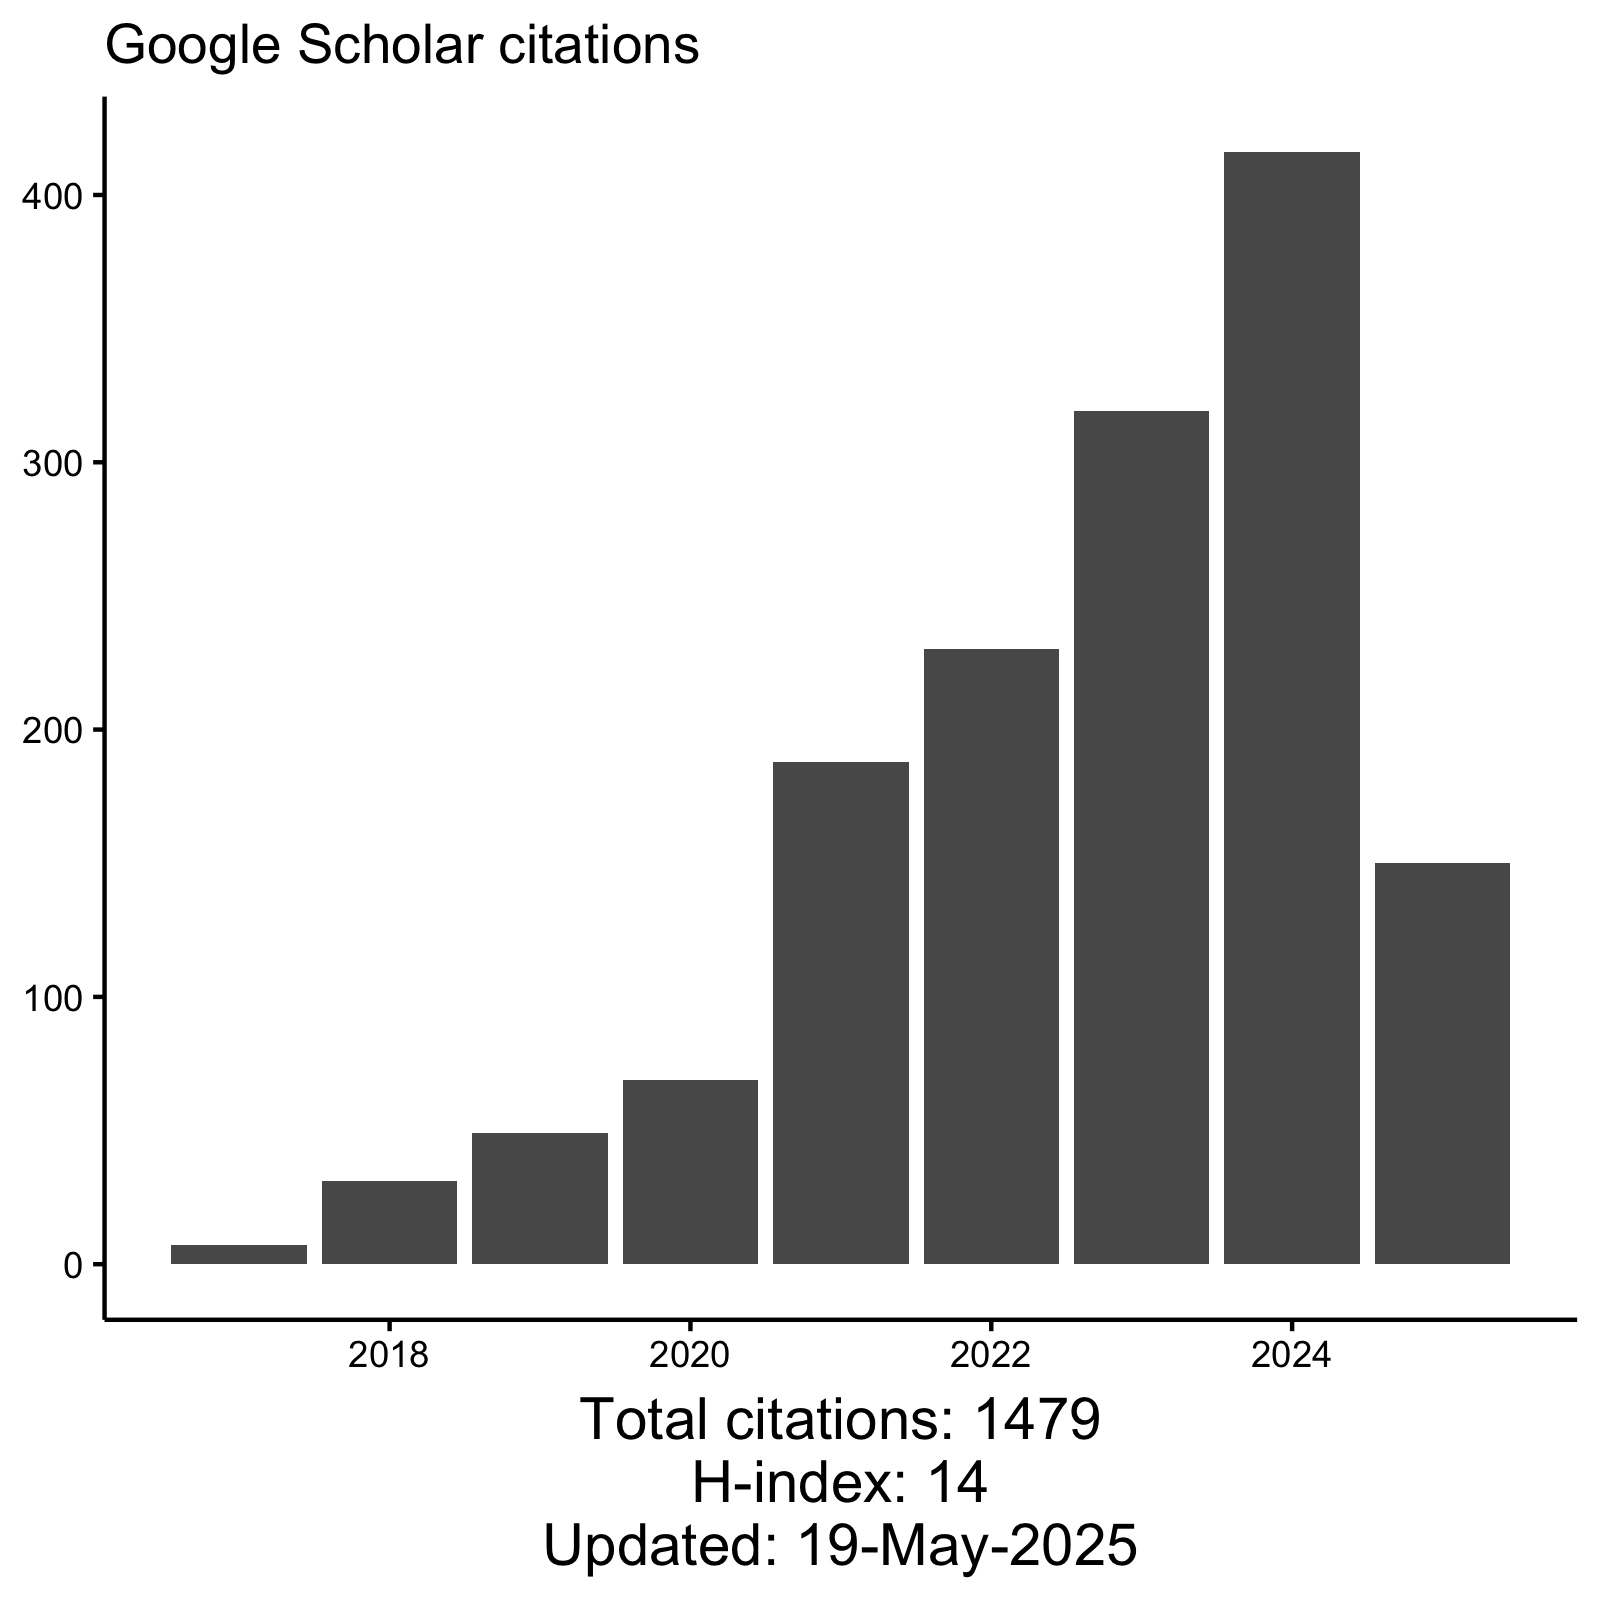 Google Scholar citations
400
300
200
100
0
2018 2020 2022 2024
Total citations: 1479
H-index: 14
Updated: 19-May-2025